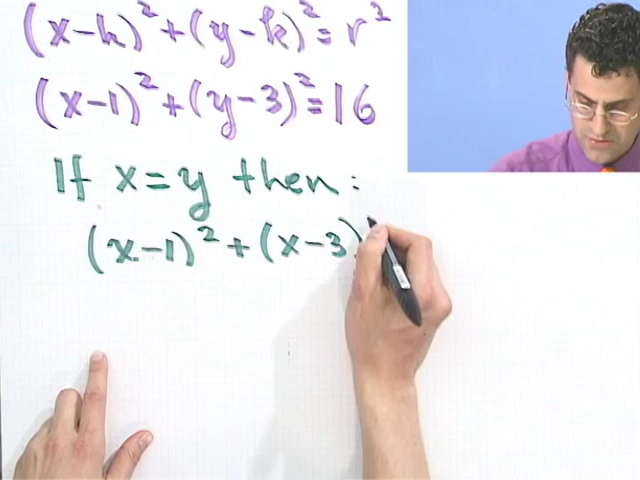 (x-h)²+(y-k)²=r²
(x-1)²+(y-3)²=16
If x=y then:
(x-1)²+(x-3)